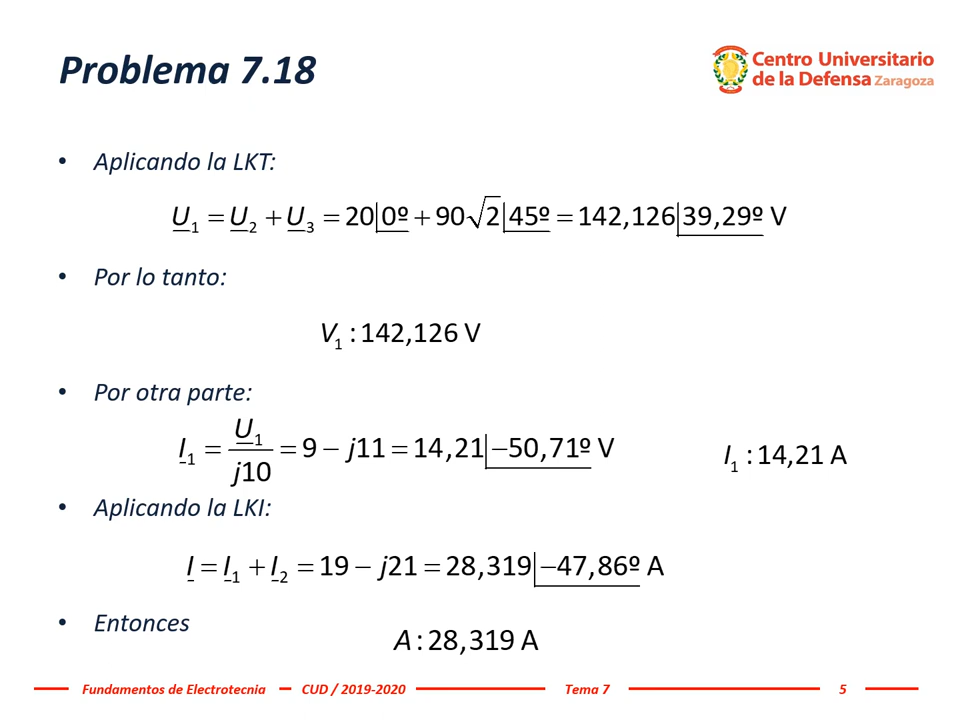 Problema 7.18
Centro Universitario
de la Defensa Zaragoza
• Aplicando la LKT:
U₁ = U₂ + U₃ = 20|0º + 90√2|45º = 142,126|39,29º V
• Por lo tanto:
V₁ : 142,126 V
• Por otra parte:
I₁ = U₁/j10 = 9 − j11 = 14,21|−50,71º V
I₁ : 14,21 A
• Aplicando la LKI:
I = I₁ + I₂ = 19 − j21 = 28,319|−47,86º A
• Entonces
A : 28,319 A
Fundamentos de Electrotecnia CUD / 2019-2020 Tema 7 5